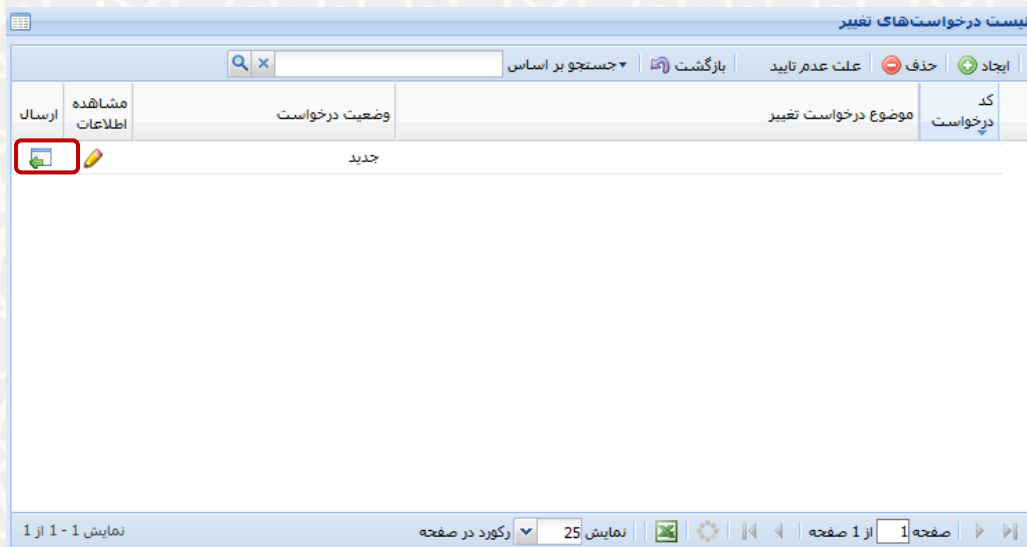 لیست درخواست‌های تغییر
ایجاد حذف علت عدم تایید بازگشت جستجو بر اساس
کد درخواست
موضوع درخواست تغییر
وضعیت درخواست
مشاهده اطلاعات
ارسال
جدید
صفحه 1 از 1 صفحه نمایش 25 رکورد در صفحه نمایش 1 - 1 از 1